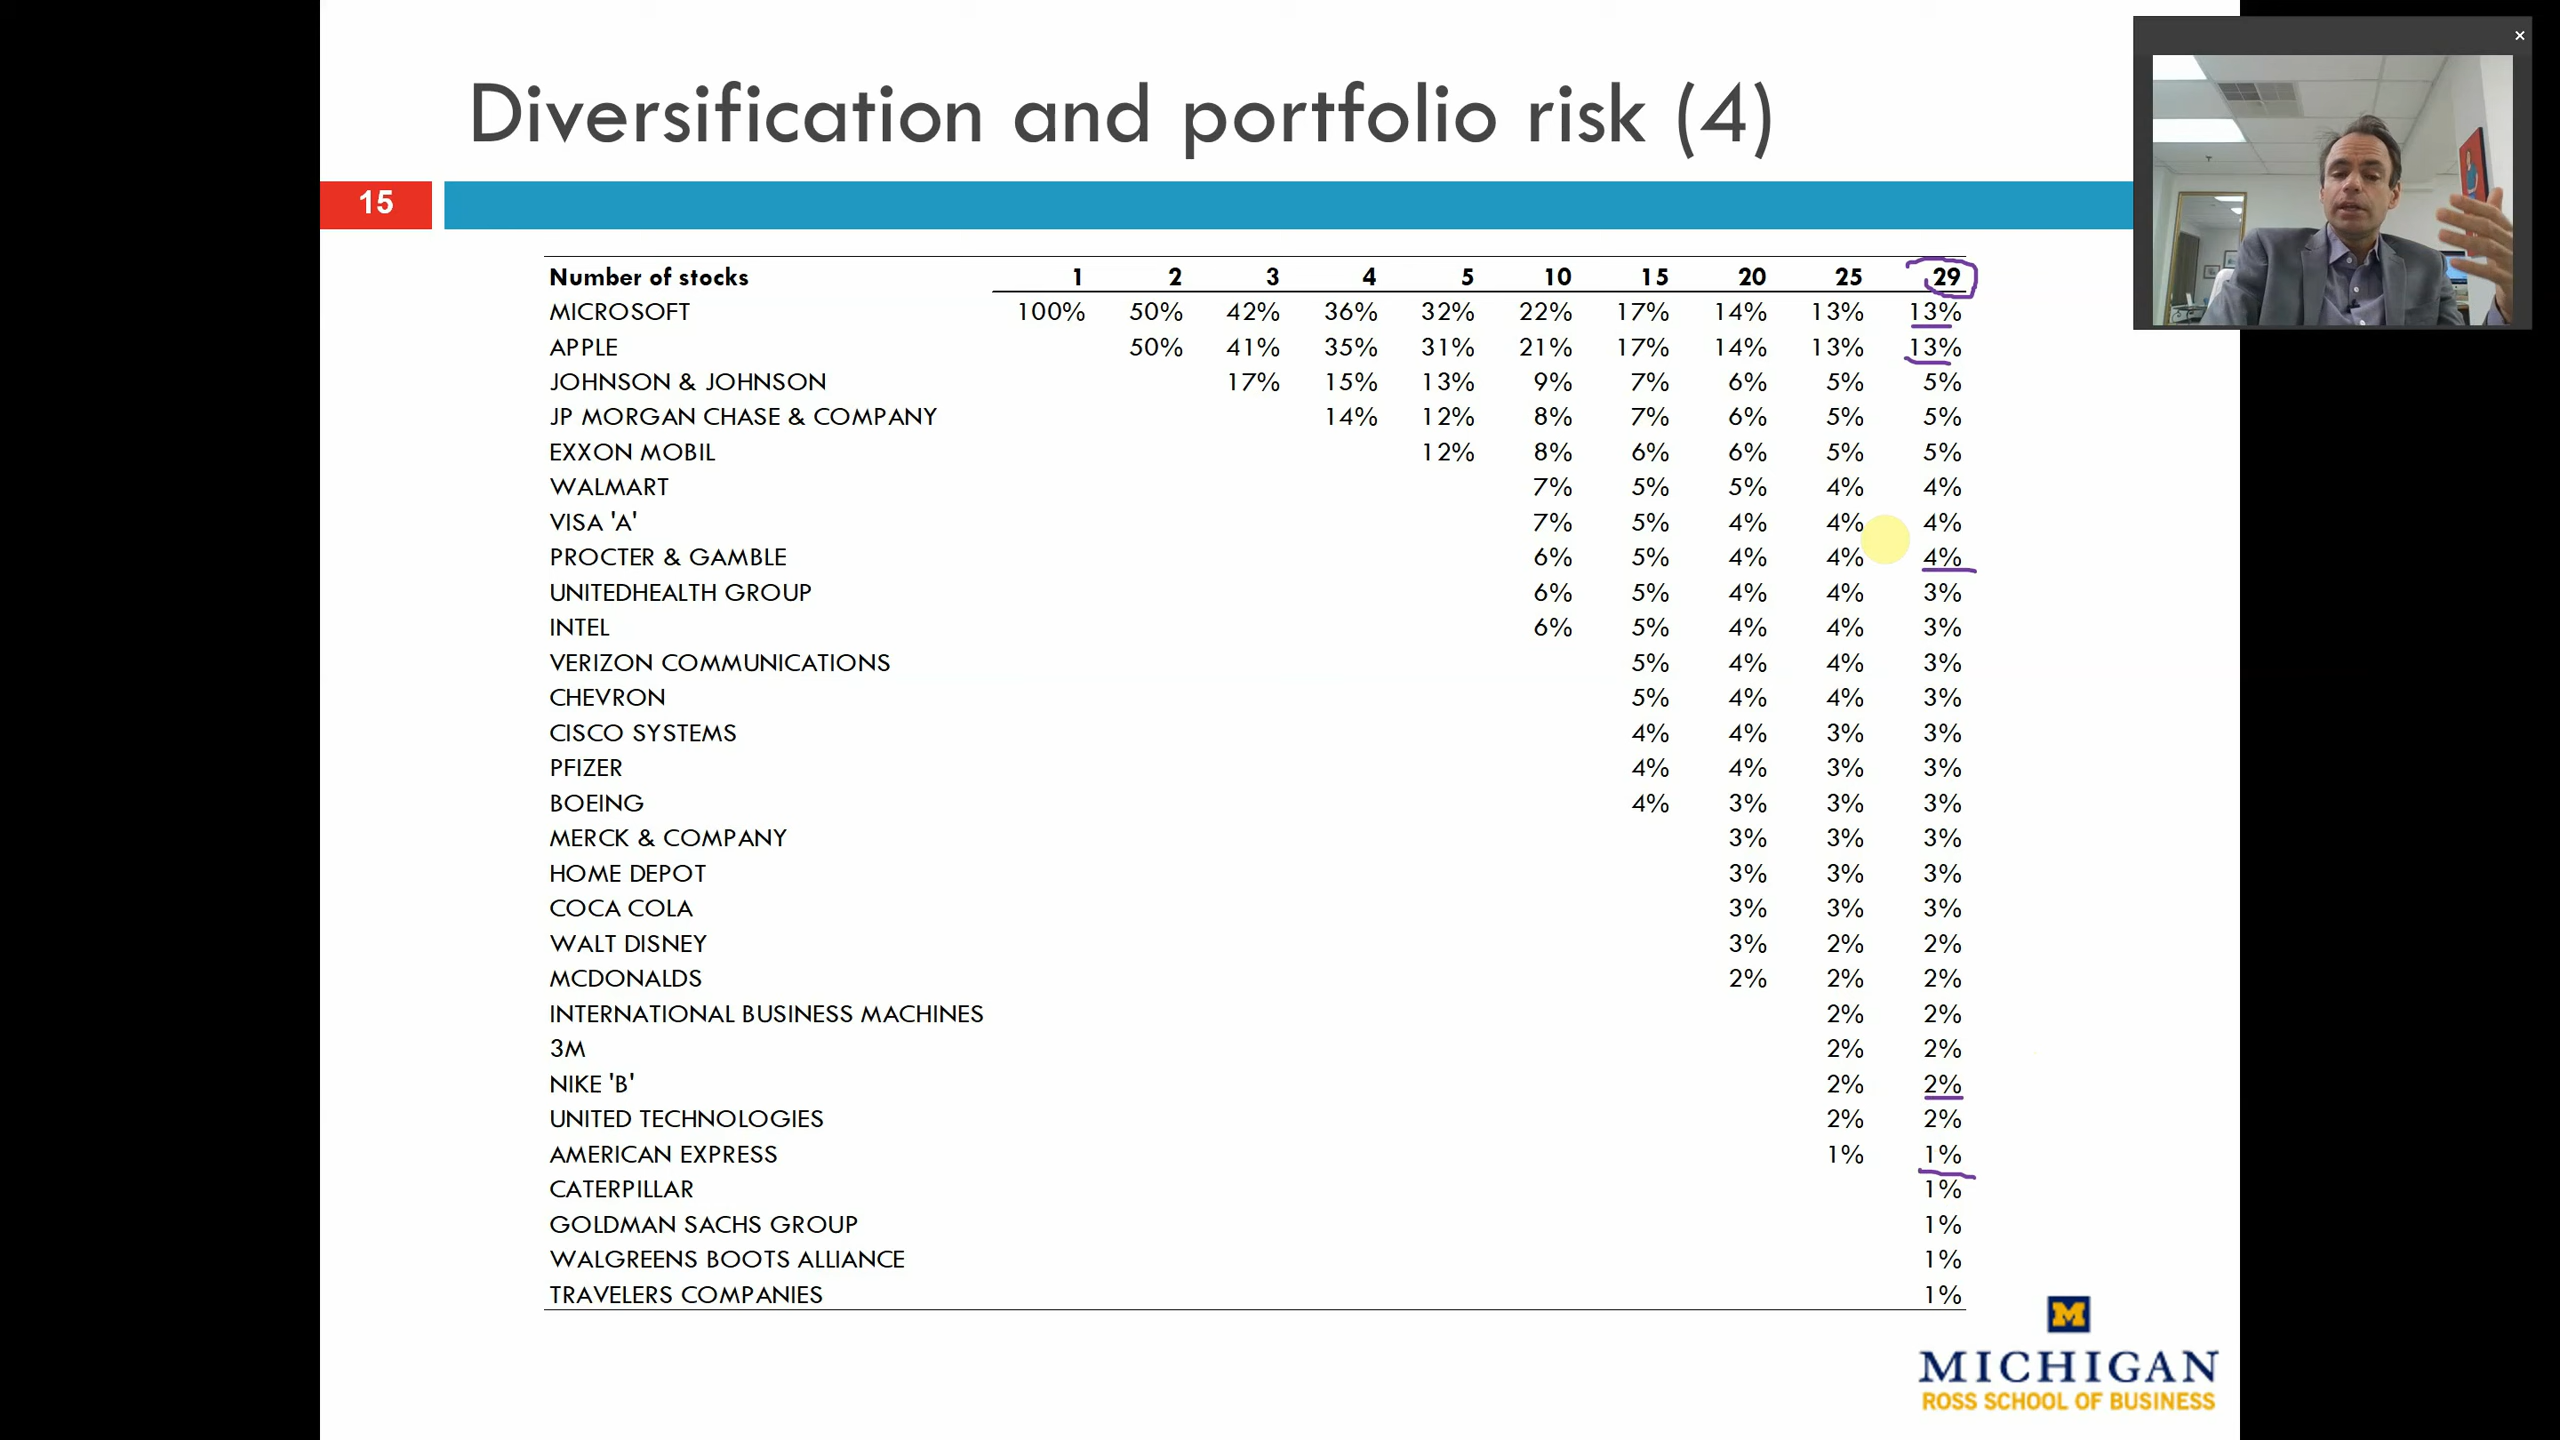 Diversification and portfolio risk (4)
15
Number of stocks 1 2 3 4 5 10 15 20 25 29
MICROSOFT 100% 50% 42% 36% 32% 22% 17% 14% 13% 13%
APPLE 50% 41% 35% 31% 21% 17% 14% 13% 13%
JOHNSON & JOHNSON 17% 15% 13% 9% 7% 6% 5% 5%
JP MORGAN CHASE & COMPANY 14% 12% 8% 7% 6% 5% 5%
EXXON MOBIL 12% 8% 6% 6% 5% 5%
WALMART 7% 5% 5% 4% 4%
VISA 'A' 7% 5% 4% 4% 4%
PROCTER & GAMBLE 6% 5% 4% 4% 4%
UNITEDHEALTH GROUP 6% 5% 4% 4% 3%
INTEL 6% 5% 4% 4% 3%
VERIZON COMMUNICATIONS 5% 4% 4% 3%
CHEVRON 5% 4% 4% 3%
CISCO SYSTEMS 4% 4% 3% 3%
PFIZER 4% 4% 3% 3%
BOEING 4% 3% 3% 3%
MERCK & COMPANY 3% 3% 3%
HOME DEPOT 3% 3% 3%
COCA COLA 3% 3% 3%
WALT DISNEY 3% 2% 2%
MCDONALDS 2% 2% 2%
INTERNATIONAL BUSINESS MACHINES 2% 2%
3M 2% 2%
NIKE 'B' 2% 2%
UNITED TECHNOLOGIES 2% 2%
AMERICAN EXPRESS 1% 1%
CATERPILLAR 1%
GOLDMAN SACHS GROUP 1%
WALGREENS BOOTS ALLIANCE 1%
TRAVELERS COMPANIES 1%
M
MICHIGAN
ROSS SCHOOL OF BUSINESS